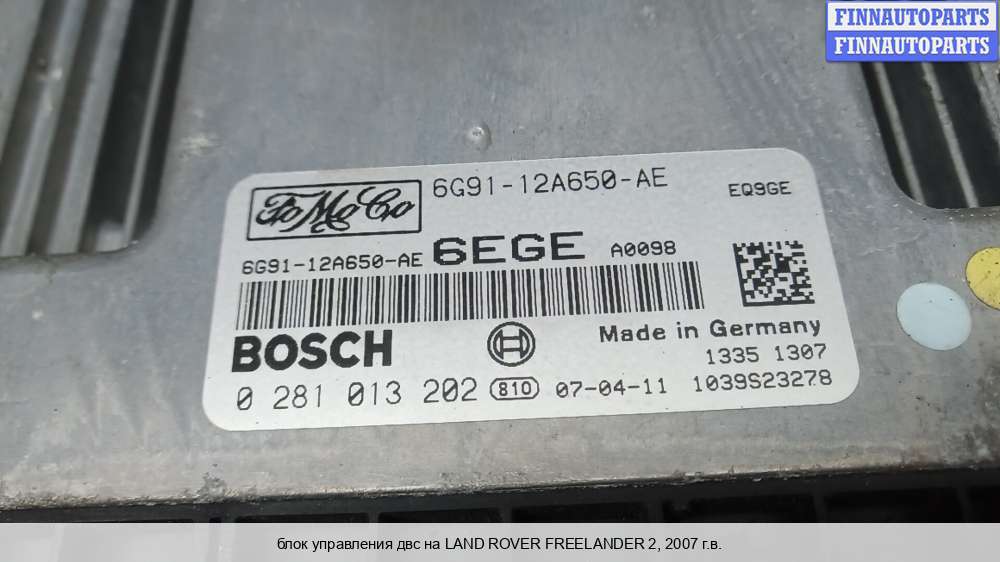 FINNAUTOPARTS
FINNAUTOPARTS
FoMoCo
6G91-12A650-AE
EQ9GE
6G91-12A650-AE 6EGE A0098
BOSCH
Made in Germany
1335 1307
0 281 013 202 810 07-04-11 1039S23278
блок управления двс на LAND ROVER FREELANDER 2, 2007 г.в.